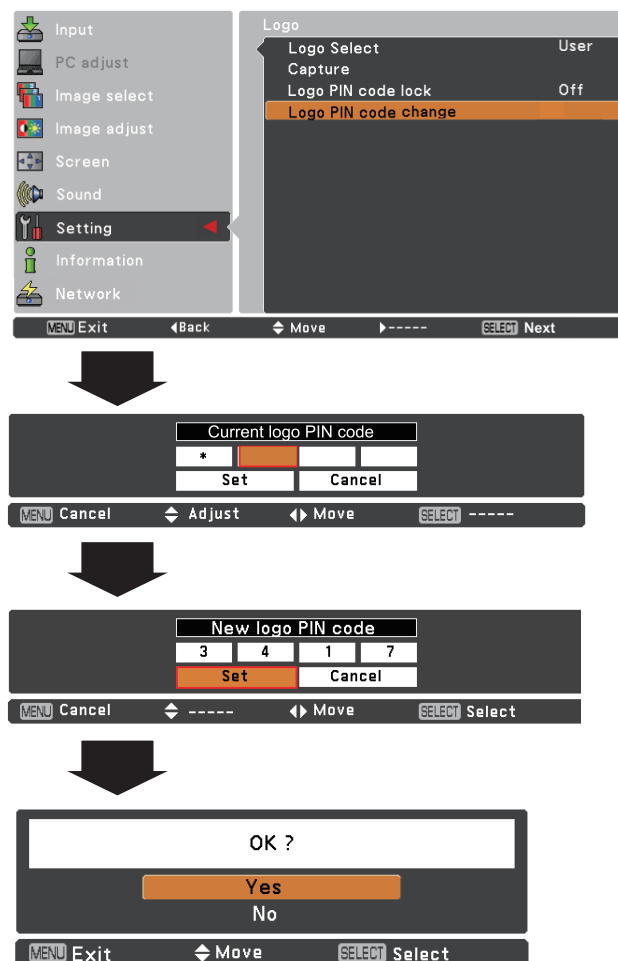 Input
PC adjust
Image select
Image adjust
Screen
Sound
Setting
Information
Network
Logo
Logo Select User
Capture
Logo PIN code lock Off
Logo PIN code change
MENU Exit Back Move ----- SELECT Next
Current logo PIN code
*
Set Cancel
MENU Cancel Adjust Move SELECT -----
New logo PIN code
3 4 1 7
Set Cancel
MENU Cancel ----- Move SELECT Select
OK ?
Yes
No
MENU Exit Move SELECT Select